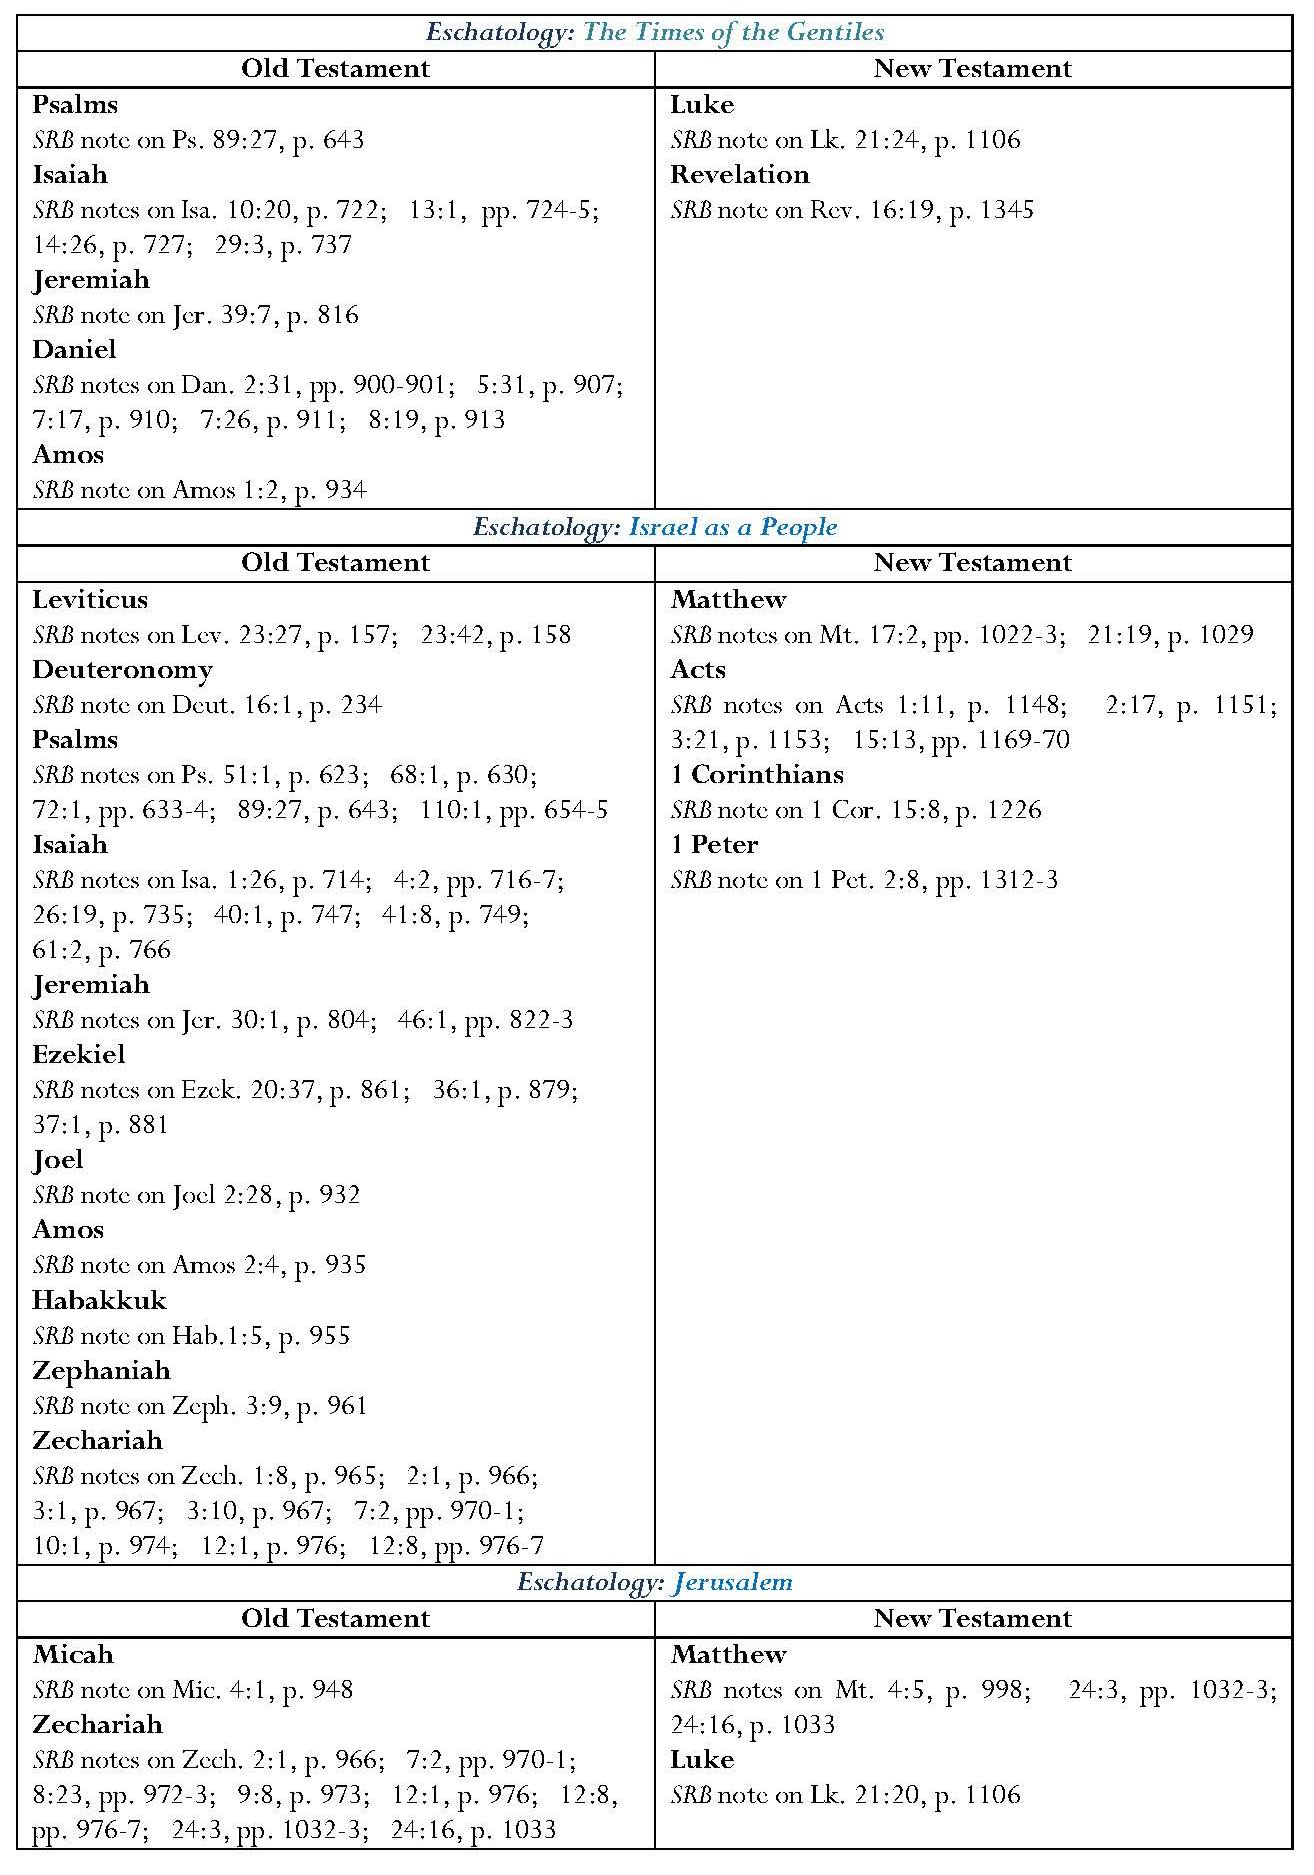 Eschatology: The Times of the Gentiles
Old Testament
New Testament
Psalms
SRB note on Ps. 89:27, p. 643
Isaiah
SRB notes on Isa. 10:20, p. 722; 13:1, pp. 724-5;
14:26, p. 727; 29:3, p. 737
Jeremiah
SRB note on Jer. 39:7, p. 816
Daniel
SRB notes on Dan. 2:31, pp. 900-901; 5:31, p. 907;
7:17, p. 910; 7:26, p. 911; 8:19, p. 913
Amos
SRB note on Amos 1:2, p. 934
Luke
SRB note on Lk. 21:24, p. 1106
Revelation
SRB note on Rev. 16:19, p. 1345
Eschatology: Israel as a People
Old Testament
New Testament
Leviticus
SRB notes on Lev. 23:27, p. 157; 23:42, p. 158
Deuteronomy
SRB note on Deut. 16:1, p. 234
Psalms
SRB notes on Ps. 51:1, p. 623; 68:1, p. 630;
72:1, pp. 633-4; 89:27, p. 643; 110:1, pp. 654-5
Isaiah
SRB notes on Isa. 1:26, p. 714; 4:2, pp. 716-7;
26:19, p. 735; 40:1, p. 747; 41:8, p. 749;
61:2, p. 766
Jeremiah
SRB notes on Jer. 30:1, p. 804; 46:1, pp. 822-3
Ezekiel
SRB notes on Ezek. 20:37, p. 861; 36:1, p. 879;
37:1, p. 881
Joel
SRB note on Joel 2:28, p. 932
Amos
SRB note on Amos 2:4, p. 935
Habakkuk
SRB note on Hab.1:5, p. 955
Zephaniah
SRB note on Zeph. 3:9, p. 961
Zechariah
SRB notes on Zech. 1:8, p. 965; 2:1, p. 966;
3:1, p. 967; 3:10, p. 967; 7:2, pp. 970-1;
10:1, p. 974; 12:1, p. 976; 12:8, pp. 976-7
Matthew
SRB notes on Mt. 17:2, pp. 1022-3; 21:19, p. 1029
Acts
SRB notes on Acts 1:11, p. 1148; 2:17, p. 1151;
3:21, p. 1153; 15:13, pp. 1169-70
1 Corinthians
SRB note on 1 Cor. 15:8, p. 1226
1 Peter
SRB note on 1 Pet. 2:8, pp. 1312-3
Eschatology: Jerusalem
Old Testament
New Testament
Micah
SRB note on Mic. 4:1, p. 948
Zechariah
SRB notes on Zech. 2:1, p. 966; 7:2, pp. 970-1;
8:23, pp. 972-3; 9:8, p. 973; 12:1, p. 976; 12:8,
pp. 976-7; 24:3, pp. 1032-3; 24:16, p. 1033
Matthew
SRB notes on Mt. 4:5, p. 998; 24:3, pp. 1032-3;
24:16, p. 1033
Luke
SRB note on Lk. 21:20, p. 1106